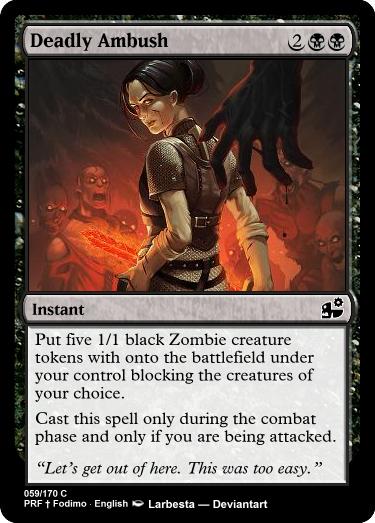 Deadly Ambush 2
Instant
Put five 1/1 black Zombie creature
tokens with onto the battlefield under
your control blocking the creatures of
your choice.
Cast this spell only during the combat
phase and only if you are being attacked.
“Let’s get out of here. This was too easy.”
059/170 C
PRF † Fodimo · English Larbesta — Deviantart